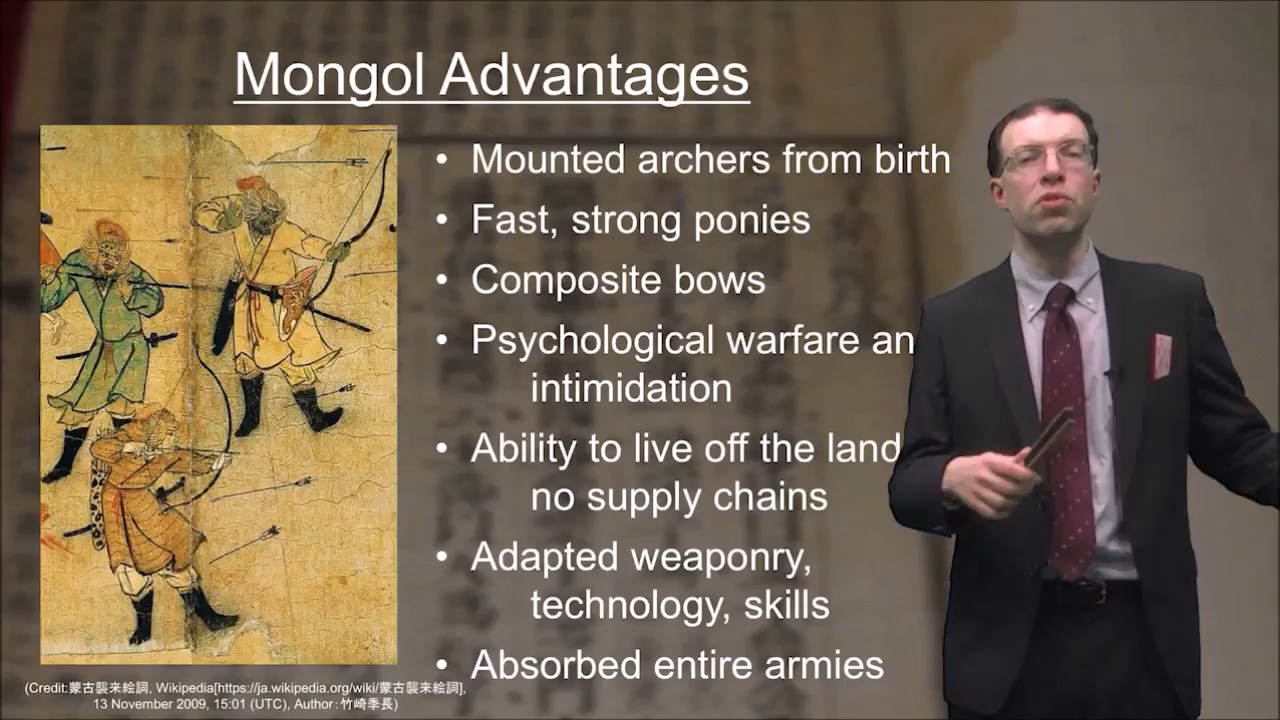 Mongol Advantages
• Mounted archers from birth
• Fast, strong ponies
• Composite bows
• Psychological warfare an
intimidation
• Ability to live off the land
no supply chains
• Adapted weaponry,
technology, skills
• Absorbed entire armies
(Credit:蒙古襲来絵詞, Wikipedia[https://ja.wikipedia.org/wiki/蒙古襲来絵詞],
13 November 2009, 15:01 (UTC), Author:竹崎季長)